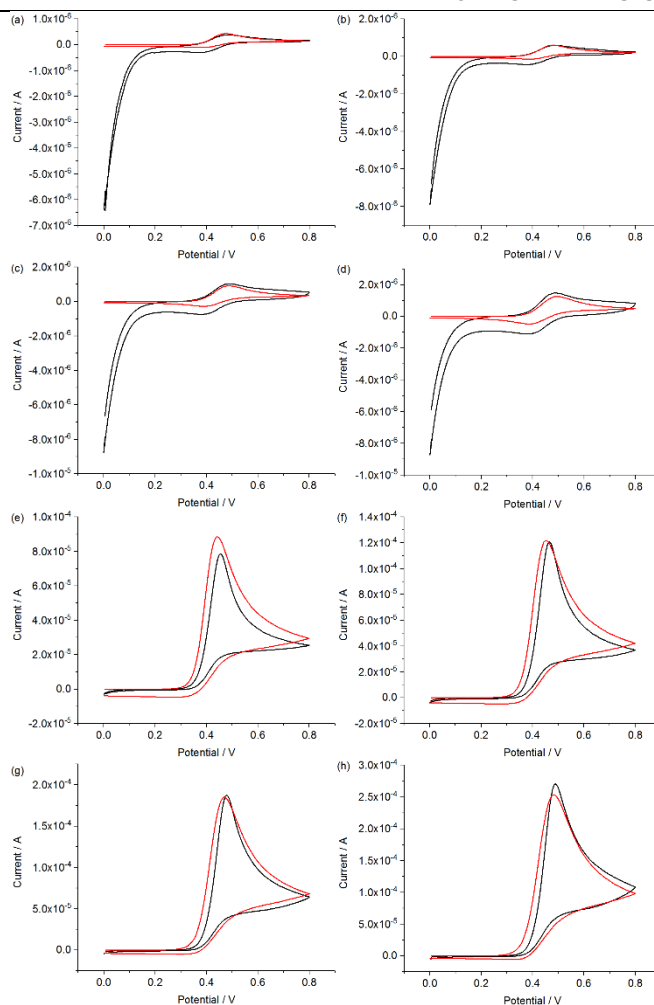 (a)
1.0x10⁻⁶
0.0
-1.0x10⁻⁶
-2.0x10⁻⁶
-3.0x10⁻⁶
-4.0x10⁻⁶
-5.0x10⁻⁶
-6.0x10⁻⁶
-7.0x10⁻⁶
Current / A
0.0 0.2 0.4 0.6 0.8
Potential / V
(b)
2.0x10⁻⁶
0.0
-2.0x10⁻⁶
-4.0x10⁻⁶
-6.0x10⁻⁶
-8.0x10⁻⁶
Current / A
0.0 0.2 0.4 0.6 0.8
Potential / V
(c)
2.0x10⁻⁶
0.0
-2.0x10⁻⁶
-4.0x10⁻⁶
-6.0x10⁻⁶
-8.0x10⁻⁶
-1.0x10⁻⁵
Current / A
0.0 0.2 0.4 0.6 0.8
Potential / V
(d)
2.0x10⁻⁶
0.0
-2.0x10⁻⁶
-4.0x10⁻⁶
-6.0x10⁻⁶
-8.0x10⁻⁶
-1.0x10⁻⁵
Current / A
0.0 0.2 0.4 0.6 0.8
Potential / V
(e)
1.0x10⁻⁴
8.0x10⁻⁵
6.0x10⁻⁵
4.0x10⁻⁵
2.0x10⁻⁵
0.0
-2.0x10⁻⁵
Current / A
0.0 0.2 0.4 0.6 0.8
Potential / V
(f)
1.4x10⁻⁴
1.2x10⁻⁴
1.0x10⁻⁴
8.0x10⁻⁵
6.0x10⁻⁵
4.0x10⁻⁵
2.0x10⁻⁵
0.0
-2.0x10⁻⁵
Current / A
0.0 0.2 0.4 0.6 0.8
Potential / V
(g)
2.0x10⁻⁴
1.5x10⁻⁴
1.0x10⁻⁴
5.0x10⁻⁵
0.0
Current / A
0.0 0.2 0.4 0.6 0.8
Potential / V
(h)
3.0x10⁻⁴
2.5x10⁻⁴
2.0x10⁻⁴
1.5x10⁻⁴
1.0x10⁻⁴
5.0x10⁻⁵
0.0
Current / A
0.0 0.2 0.4 0.6 0.8
Potential / V